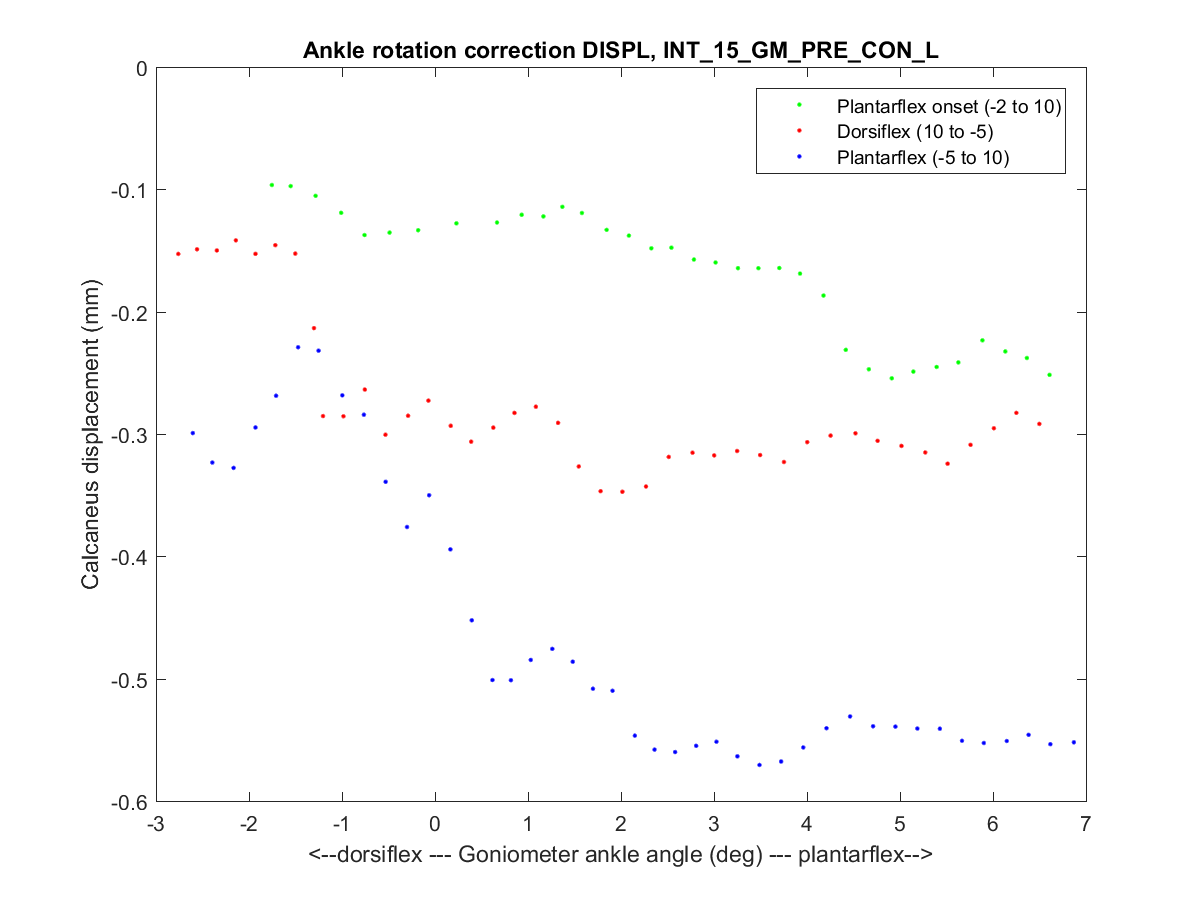 Ankle rotation correction DISPL, INT_15_GM_PRE_CON_L
Plantarflex onset (-2 to 10)
Dorsiflex (10 to -5)
Plantarflex (-5 to 10)
Calcaneus displacement (mm)
0
-0.1
-0.2
-0.3
-0.4
-0.5
-0.6
-3 -2 -1 0 1 2 3 4 5 6 7
<--dorsiflex --- Goniometer ankle angle (deg) --- plantarflex-->